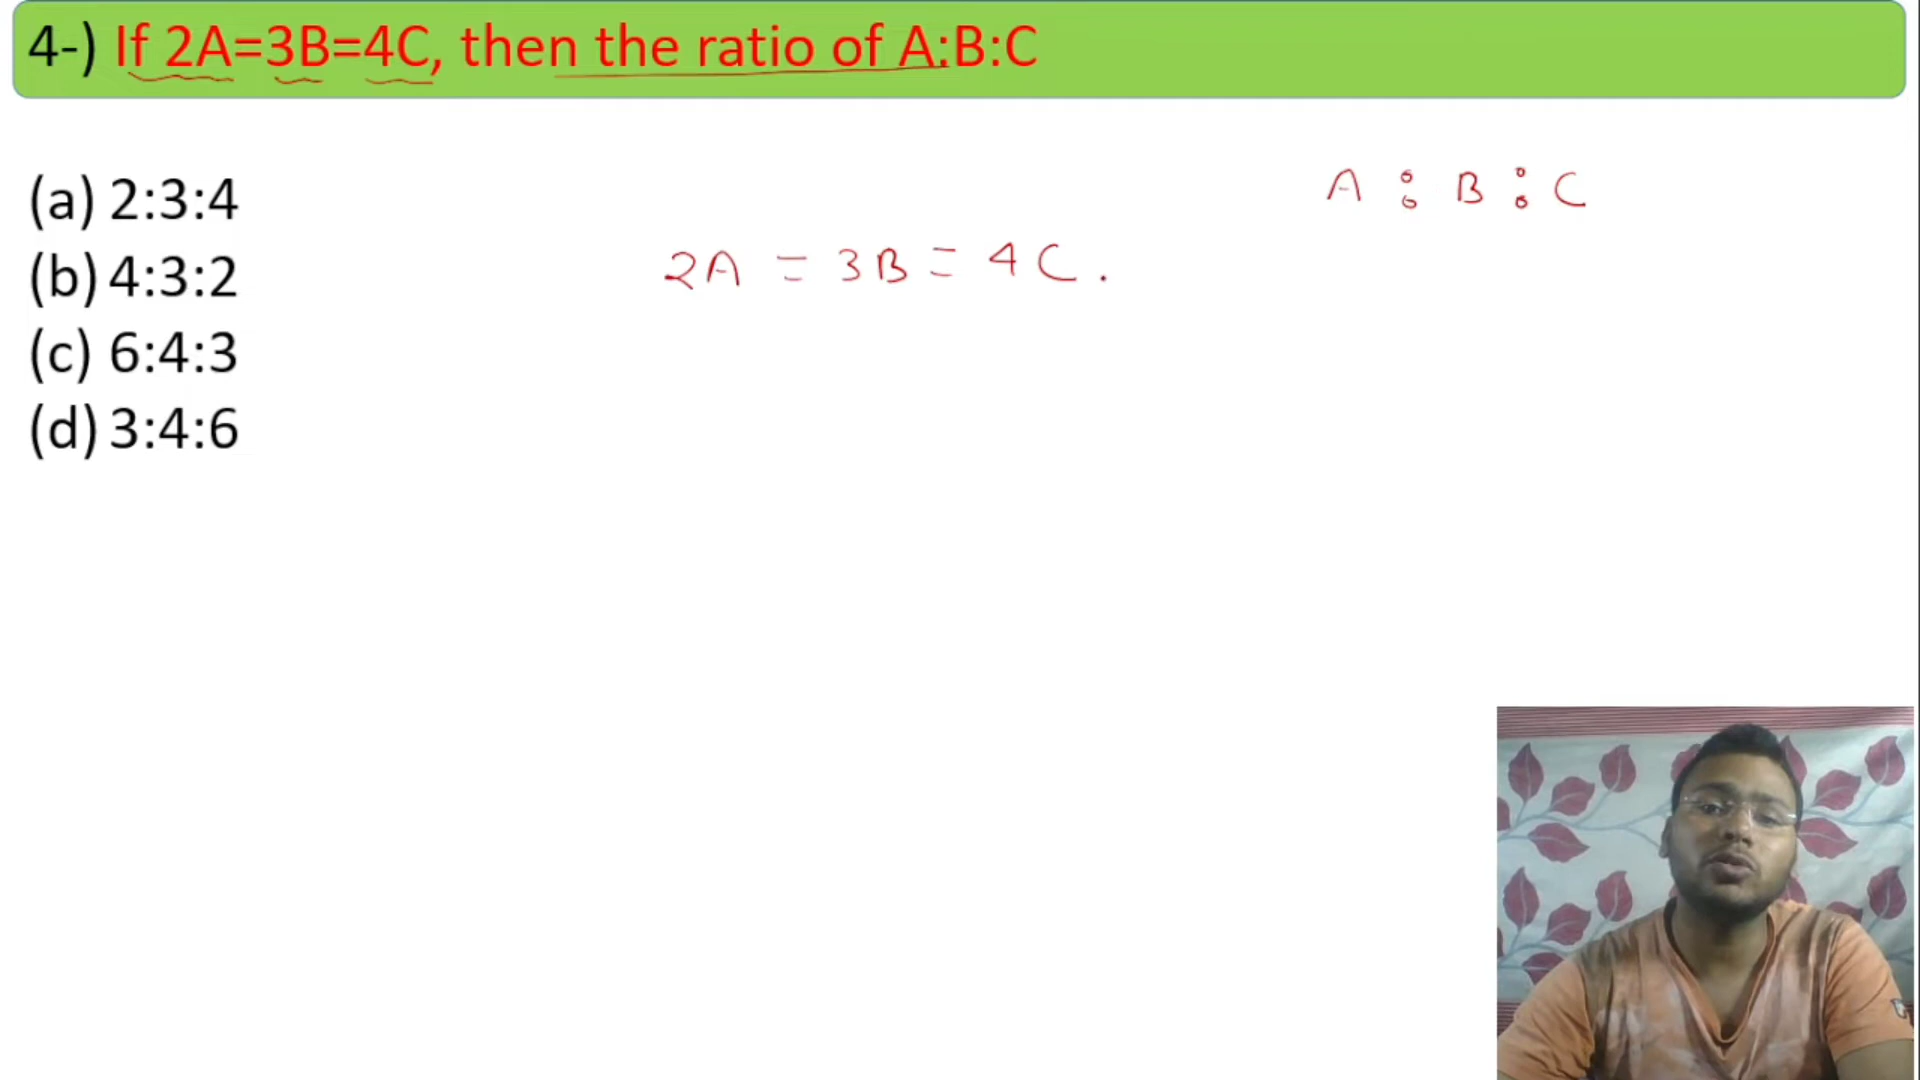 4-) If 2A=3B=4C, then the ratio of A:B:C
(a) 2:3:4
A : B : C
(b) 4:3:2
2A = 3B = 4C.
(c) 6:4:3
(d) 3:4:6